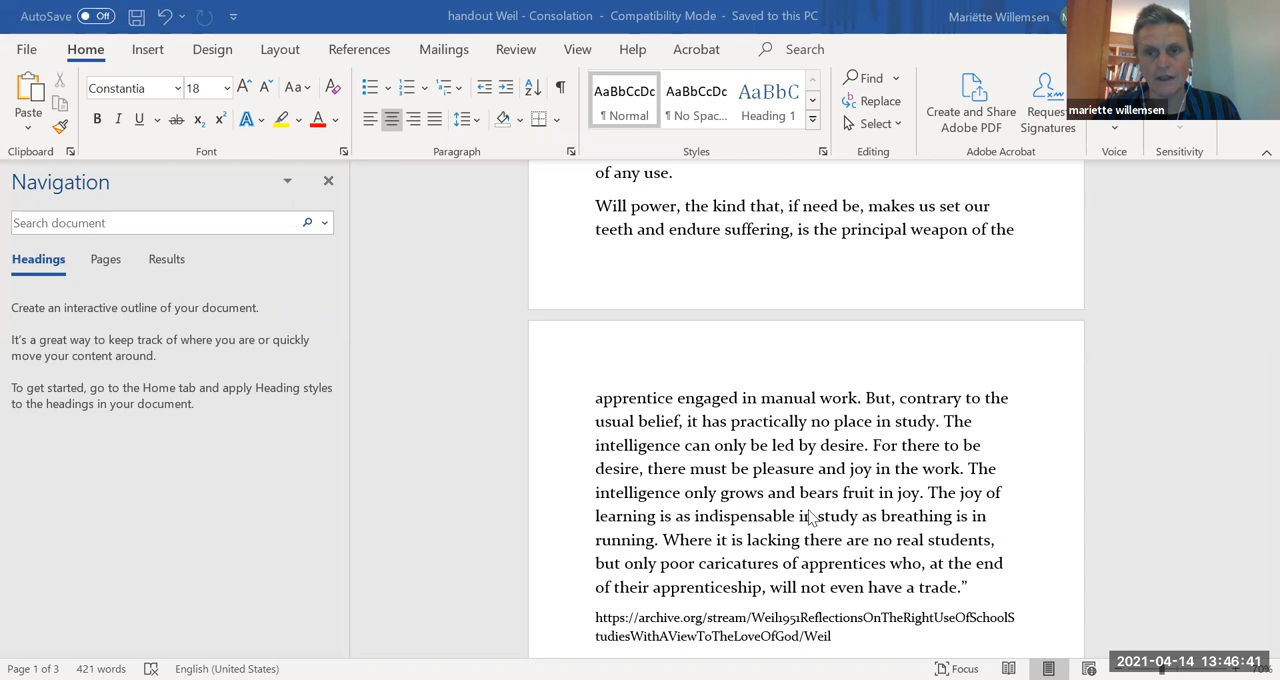 AutoSave Off handout Weil - Consolation - Compatibility Mode - Saved to this PC Mariëtte Willemsen
File Home Insert Design Layout References Mailings Review View Help Acrobat Search
mariette willemsen
Paste
Clipboard
Constantia 18
Font
Paragraph
AaBbCcDc AaBbCcDc AaBbC
¶ Normal ¶ No Spac... Heading 1
Styles
Find
Replace
Select
Editing
Create and Share
Adobe PDF
Reques
Signatures
Adobe Acrobat
Voice
Sensitivity
Navigation
Search document
Headings Pages Results
Create an interactive outline of your document.
It's a great way to keep track of where you are or quickly
move your content around.
To get started, go to the Home tab and apply Heading styles
to the headings in your document.
of any use.
Will power, the kind that, if need be, makes us set our
teeth and endure suffering, is the principal weapon of the
apprentice engaged in manual work. But, contrary to the
usual belief, it has practically no place in study. The
intelligence can only be led by desire. For there to be
desire, there must be pleasure and joy in the work. The
intelligence only grows and bears fruit in joy. The joy of
learning is as indispensable in study as breathing is in
running. Where it is lacking there are no real students,
but only poor caricatures of apprentices who, at the end
of their apprenticeship, will not even have a trade.”
https://archive.org/stream/Weil1951ReflectionsOnTheRightUseOfSchoolS
tudiesWithAViewToTheLoveOfGod/Weil
Page 1 of 3 421 words English (United States) Focus 70%
2021-04-14 13:46:41